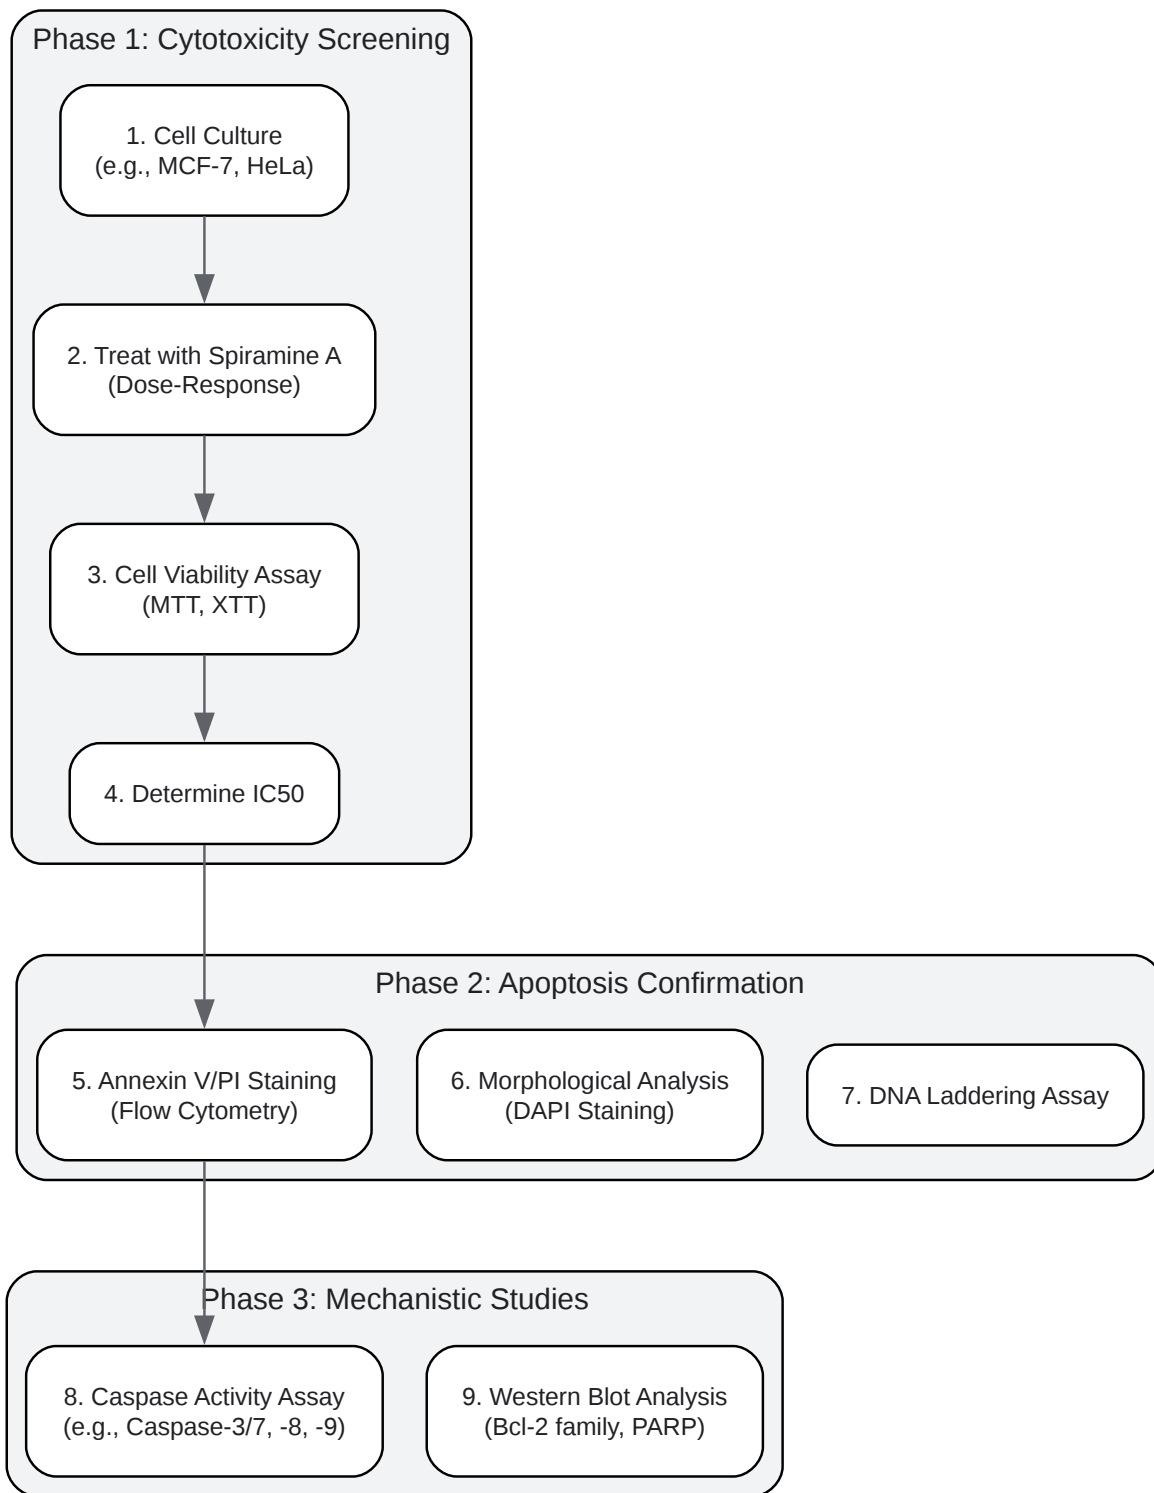 Phase 1: Cytotoxicity Screening
1. Cell Culture
(e.g., MCF-7, HeLa)
2. Treat with Spiramine A
(Dose-Response)
3. Cell Viability Assay
(MTT, XTT)
4. Determine IC50
Phase 2: Apoptosis Confirmation
5. Annexin V/PI Staining
(Flow Cytometry)
6. Morphological Analysis
(DAPI Staining)
7. DNA Laddering Assay
Phase 3: Mechanistic Studies
8. Caspase Activity Assay
(e.g., Caspase-3/7, -8, -9)
9. Western Blot Analysis
(Bcl-2 family, PARP)